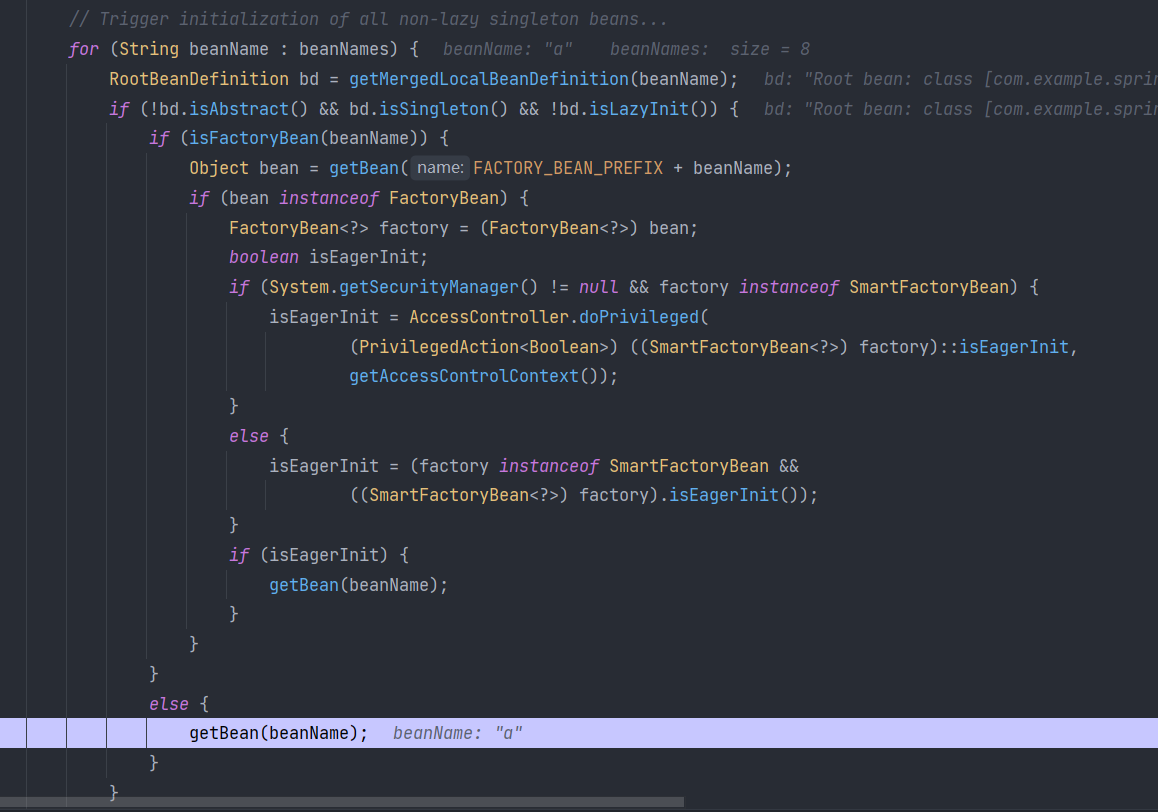 // Trigger initialization of all non-lazy singleton beans...
for (String beanName : beanNames) {  beanName: "a"    beanNames:  size = 8
    RootBeanDefinition bd = getMergedLocalBeanDefinition(beanName);  bd: "Root bean: class [com.example.sprin
    if (!bd.isAbstract() && bd.isSingleton() && !bd.isLazyInit()) {  bd: "Root bean: class [com.example.sprin
        if (isFactoryBean(beanName)) {
            Object bean = getBean( name: FACTORY_BEAN_PREFIX + beanName);
            if (bean instanceof FactoryBean) {
                FactoryBean<?> factory = (FactoryBean<?>) bean;
                boolean isEagerInit;
                if (System.getSecurityManager() != null && factory instanceof SmartFactoryBean) {
                    isEagerInit = AccessController.doPrivileged(
                            (PrivilegedAction<Boolean>) ((SmartFactoryBean<?>) factory)::isEagerInit,
                            getAccessControlContext());
                }
                else {
                    isEagerInit = (factory instanceof SmartFactoryBean &&
                            ((SmartFactoryBean<?>) factory).isEagerInit());
                }
                if (isEagerInit) {
                    getBean(beanName);
                }
            }
        }
        else {
            getBean(beanName);  beanName: "a"
        }
    }